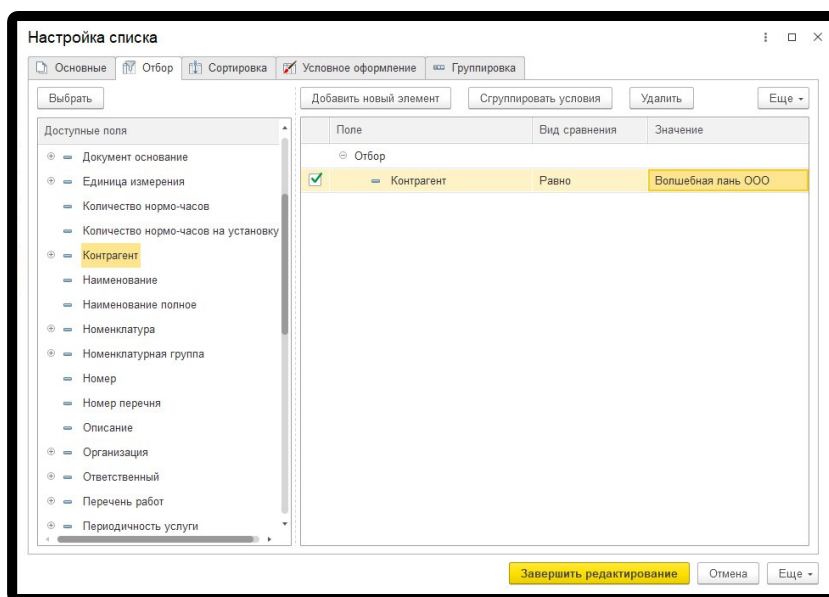 Настройка списка
Основные Отбор Сортировка Условное оформление Группировка
Выбрать Добавить новый элемент Сгруппировать условия Удалить Еще
Доступные поля Поле Вид сравнения Значение
Документ основание Отбор
Единица измерения Контрагент Равно Волшебная лань ООО
Количество нормо-часов
Количество нормо-часов на установку
Контрагент
Наименование
Наименование полное
Номенклатура
Номенклатурная группа
Номер
Номер перечня
Описание
Организация
Ответственный
Перечень работ
Периодичность услуги
Завершить редактирование Отмена Еще